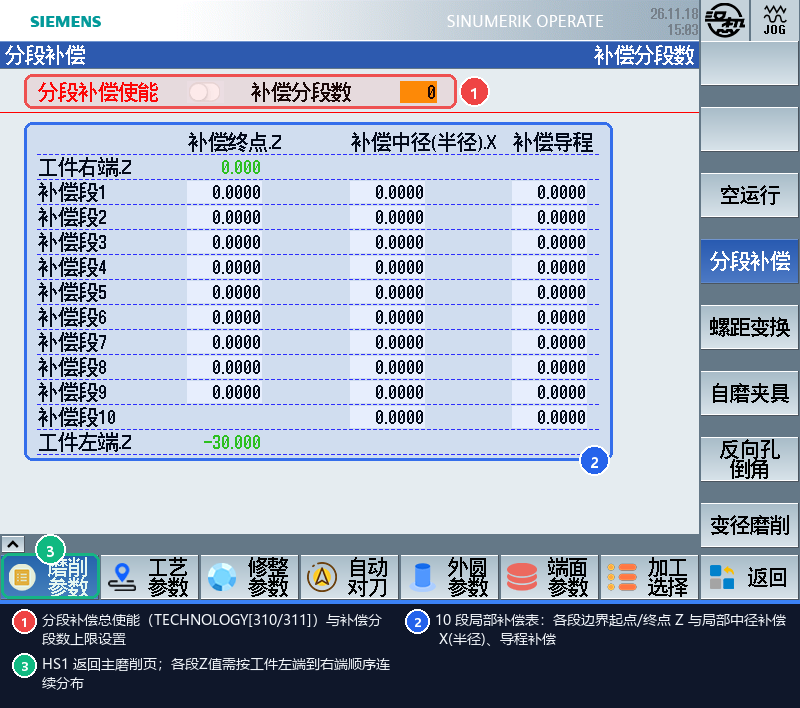 SIEMENS
SINUMERIK OPERATE
26.11.18
15:03
JOG
分段补偿
补偿分段数
分段补偿使能
补偿分段数
0
1
补偿终点.Z
补偿中径(半径).X
补偿导程
工件右端.Z
0.000
补偿段1
0.0000
0.0000
0.0000
补偿段2
0.0000
0.0000
0.0000
补偿段3
0.0000
0.0000
0.0000
补偿段4
0.0000
0.0000
0.0000
补偿段5
0.0000
0.0000
0.0000
补偿段6
0.0000
0.0000
0.0000
补偿段7
0.0000
0.0000
0.0000
补偿段8
0.0000
0.0000
0.0000
补偿段9
0.0000
0.0000
0.0000
补偿段10
0.0000
0.0000
工件左端.Z
-30.000
2
空运行
分段补偿
螺距变换
自磨夹具
反向孔
倒角
变径磨削
3
磨削
参数
工艺
参数
修整
参数
自动
对刀
外圆
参数
端面
参数
加工
选择
返回
1 分段补偿总使能（TECHNOLOGY[310/311]）与补偿分
段数上限设置
2 10 段局部补偿表：各段边界起点/终点 Z 与局部中径补偿
X(半径)、导程补偿
3 HS1 返回主磨削页；各段Z值需按工件左端到右端顺序连
续分布